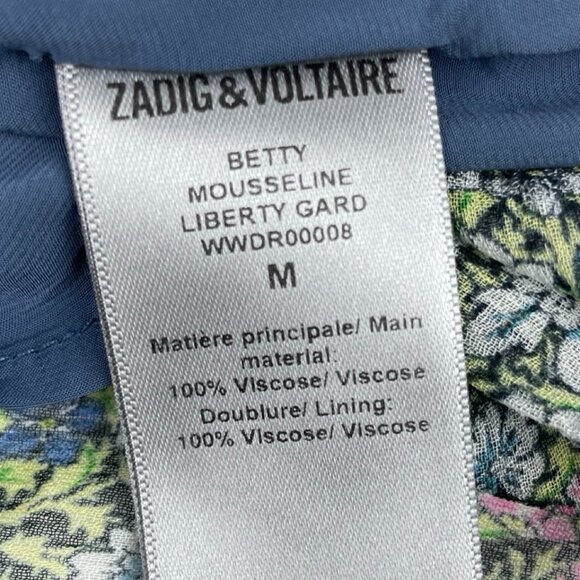 ZADIG&VOLTAIRE
BETTY
MOUSSELINE
LIBERTY GARD
WWDR00008
M
Matière principale/ Main
material:
100% Viscose/ Viscose
Doublure/ Lining:
100% Viscose/ Viscose